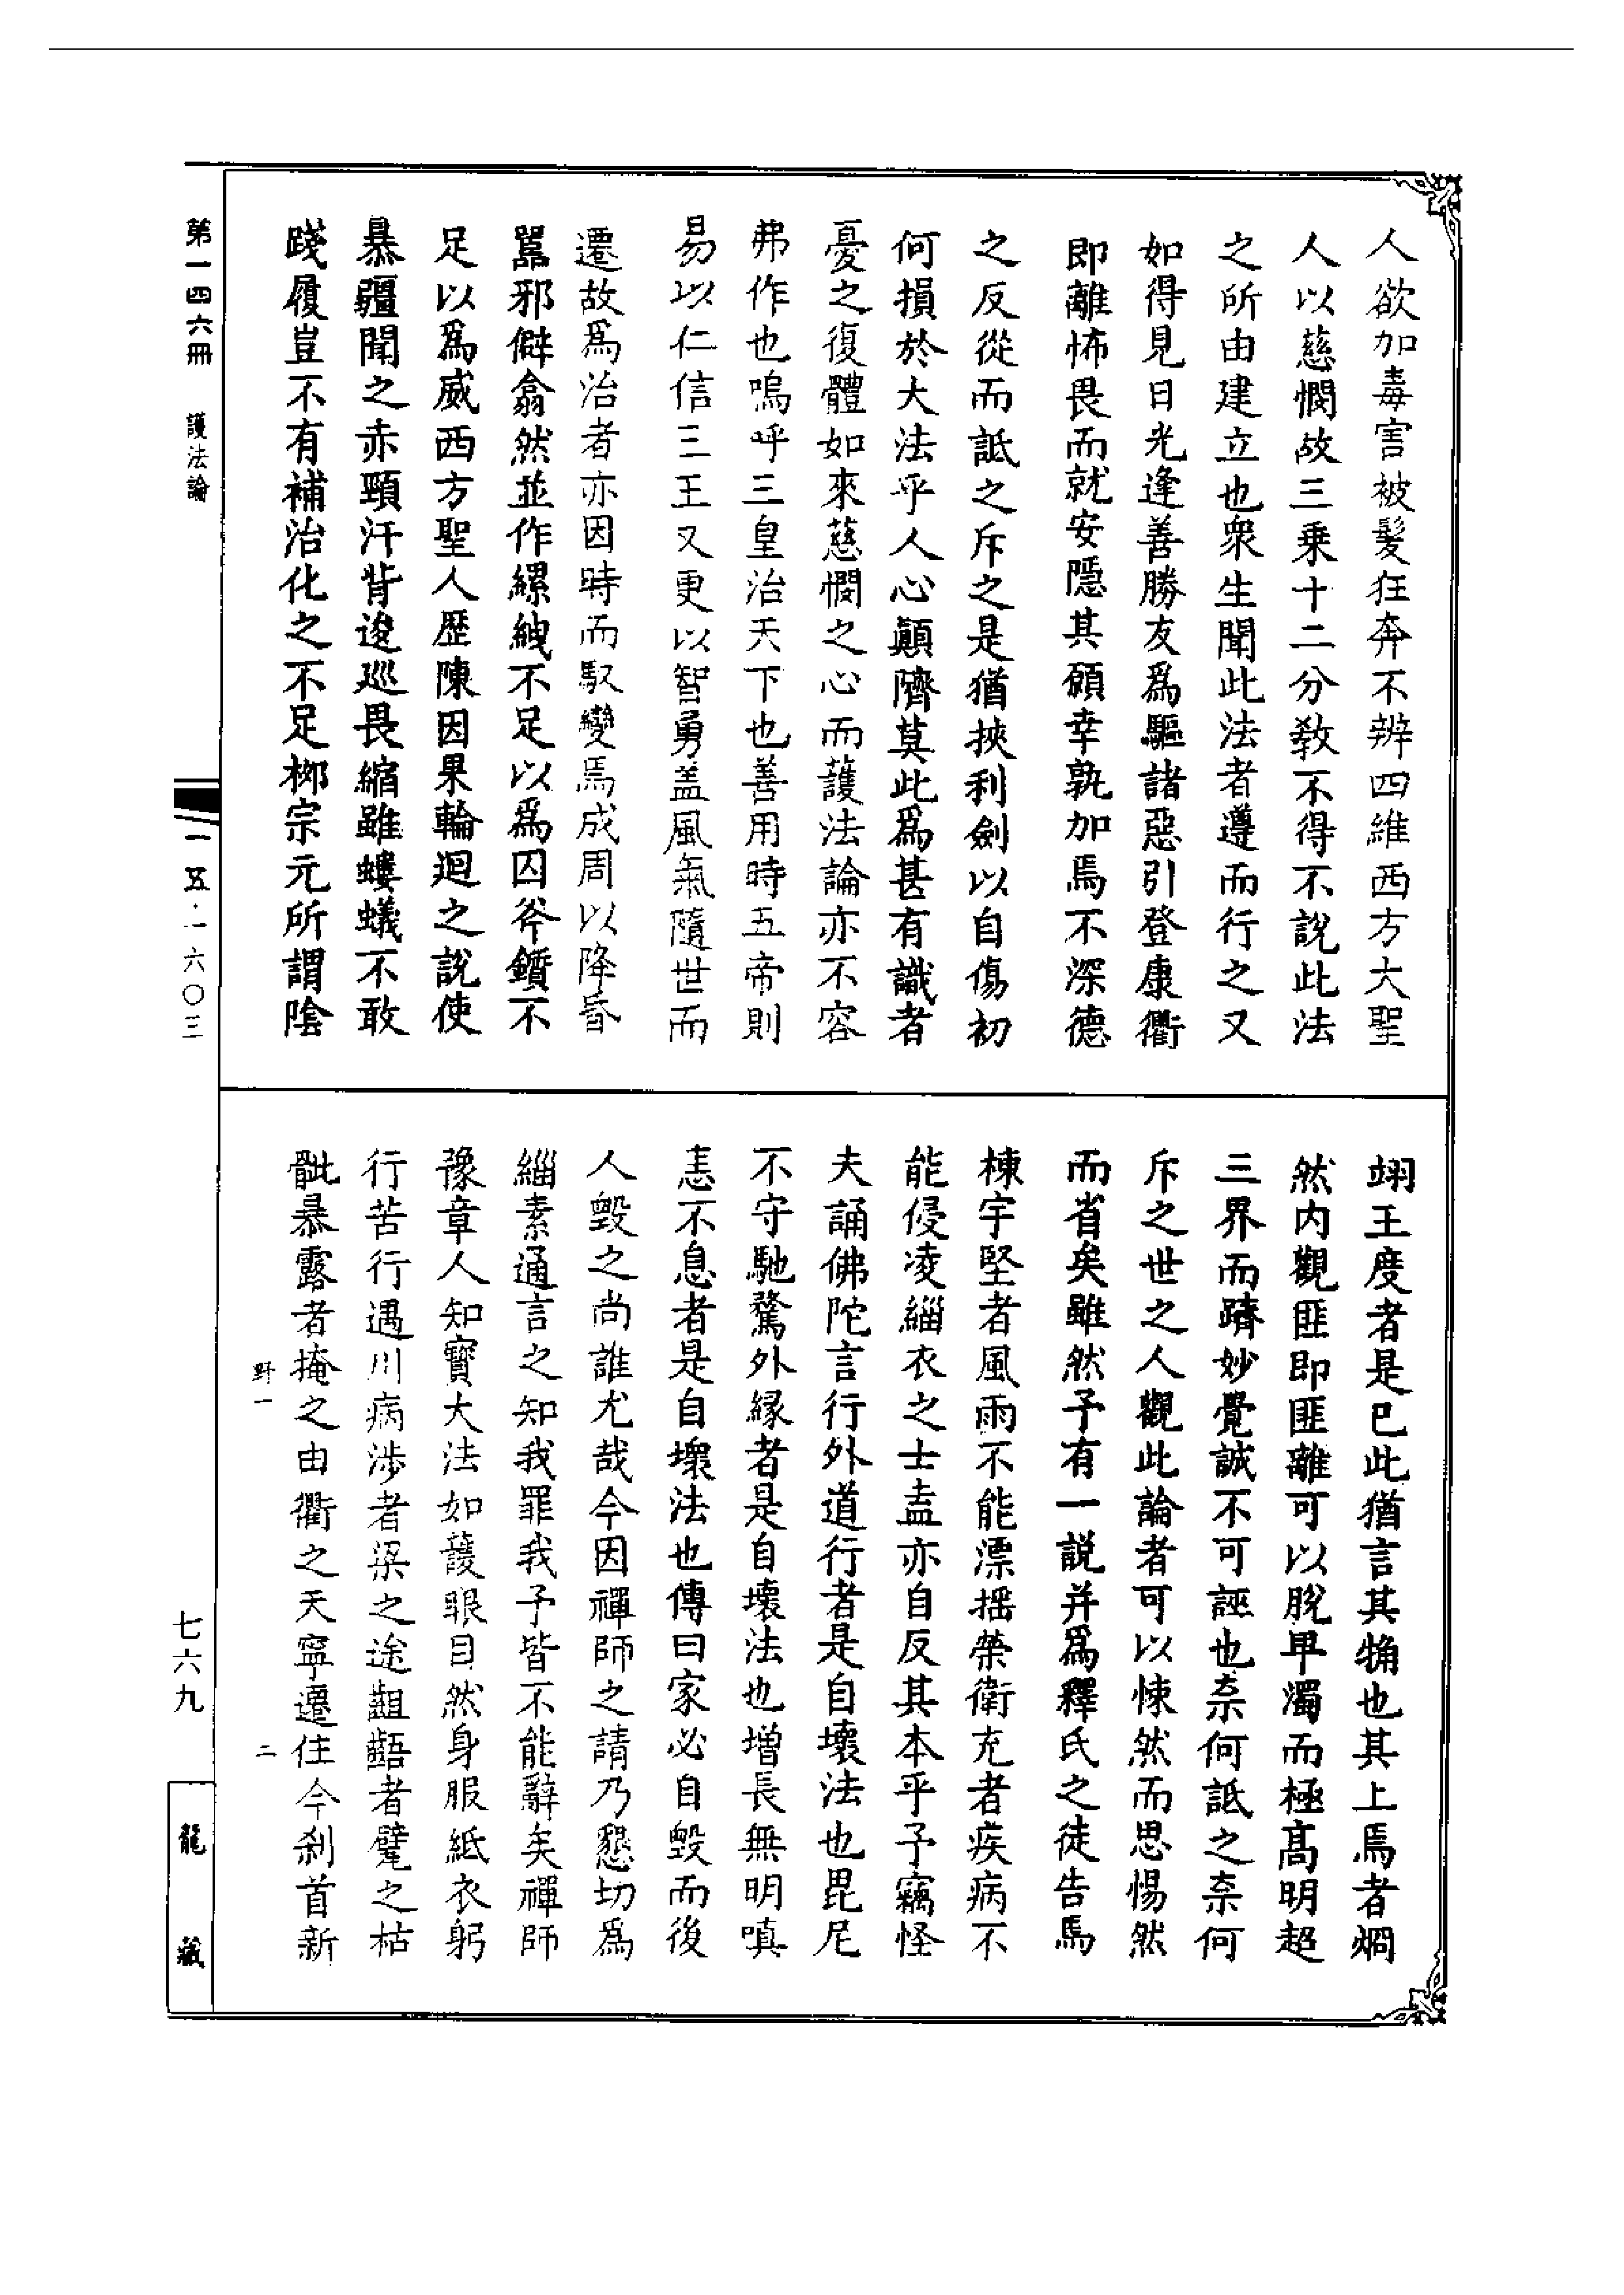 人欲加毒害被髮狂奔不辨四維西方大聖
人以慈憫故三乗十二分敎不得不說此法
之所由建立也衆生聞此法者遵而行之又
如得見日光逢善勝友爲驅諸惡引登康衢
即離怖畏而就安隱其願幸孰加焉不深德
之反從而詆之斥之是猶挾利劍以自傷初
何損於大法乎人心顚隮莫此爲甚有識者
憂之復體如來慈憫之心而䕶法論亦不容
弗作也嗚呼三皇治天下也善用時五帝則
易以仁信三王又更以智勇盖風氣隨世而
遷故爲治者亦因時而馭變焉成周以降昏
嚚邪僻翕然並作縲絏不足以爲囚斧鑕不
足以爲威西方聖人歷陳因果輪迴之說使
暴彊聞之赤頸汗背逡巡畏縮雖螻蟻不敢
踐履豈不有補治化之不足栁宗元所謂陰
翊王度者是巳此猶言其觕也其上焉者烱
然内觀匪即匪離可以脫卑濁而極髙明超
三界而躋妙覺誠不可誣也奈何詆之奈何
斥之世之人觀此論者可以悚然而思惕然
而省矣雖然予有一說并爲釋氏之徒告焉
棟宇堅者風雨不能漂摇榮衛充者疾病不
能侵凌緇衣之士盍亦自反其本乎予竊怪
夫誦佛陀言行外道行者是自壞法也毘尼
不守馳騖外緣者是自壞法也增長無明嗔
恚不息者是自壞法也傳曰家必自毀而後
人毀之尚誰尤哉今因禪師之請乃懇切爲
緇素通言之知我罪我予皆不能辭矣禪師
豫章人知寳大法如䕶眼目然身服紙衣躬
行苦行遇川病涉者梁之途齟齬者甓之枯
骴暴露者掩之由衢之天寧遷住今刹首新
野一
二
第一四六冊 護法論
一五·一六〇三
七六九
龍藏